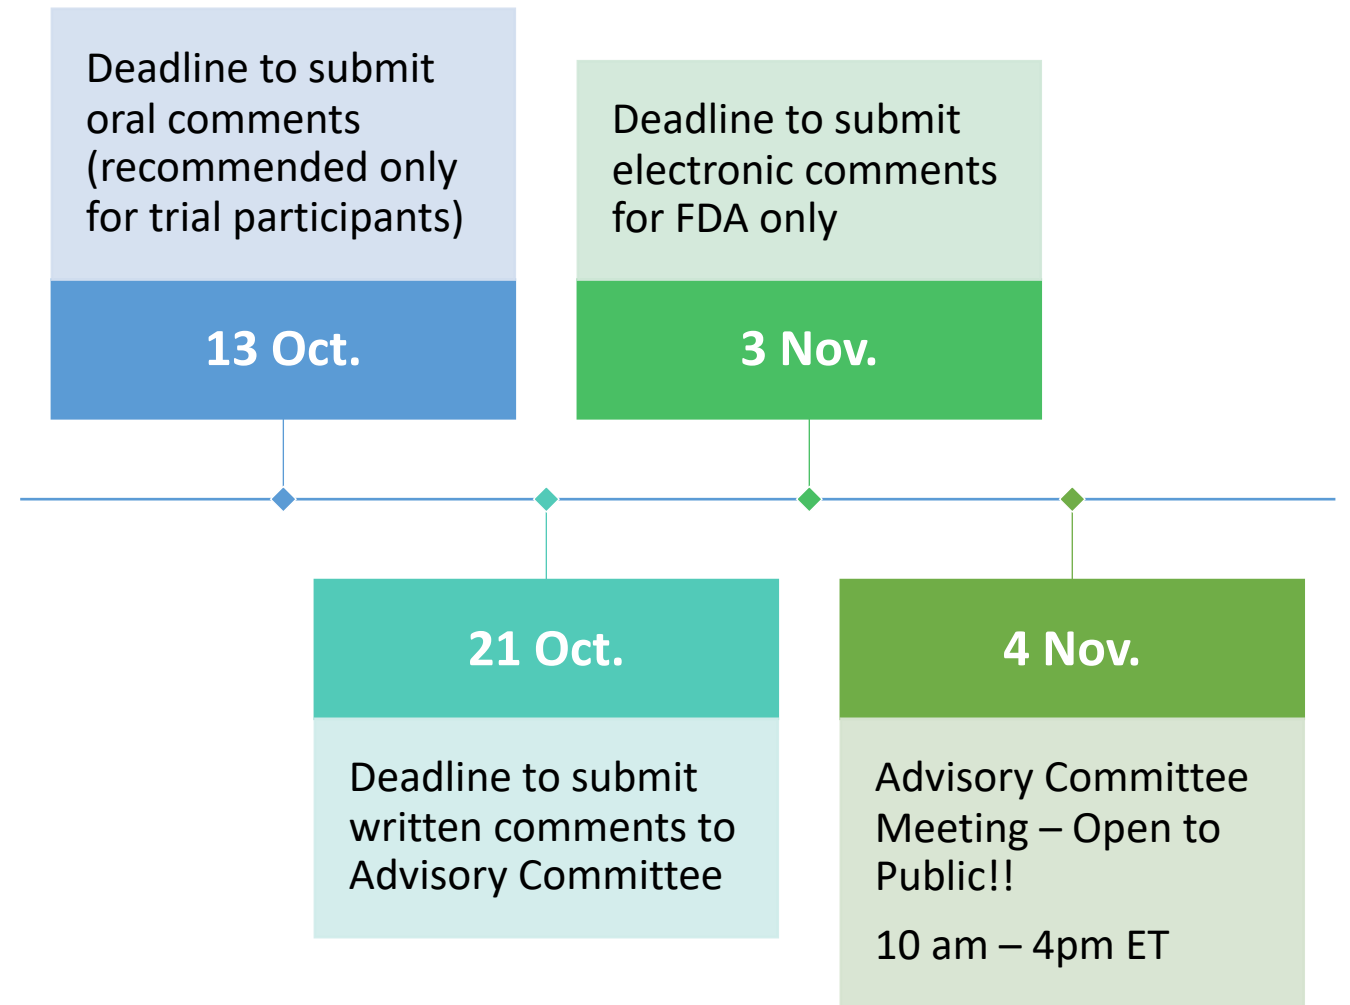 Deadline to submit
oral comments
(recommended only
for trial participants)
13 Oct.
21 Oct.
Deadline to submit
written comments to
Advisory Committee
Deadline to submit
electronic comments
for FDA only
3 Nov.
4 Nov.
Advisory Committee
Meeting – Open to
Public!!
10 am – 4pm ET